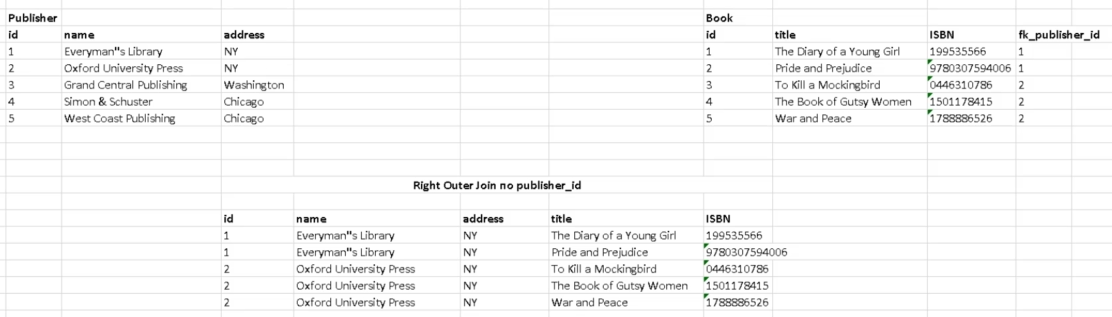 Publisher Book
id name address id title ISBN fk_publisher_id
1 Everyman"s Library NY 1 The Diary of a Young Girl 199535566 1
2 Oxford University Press NY 2 Pride and Prejudice 9780307594006 1
3 Grand Central Publishing Washington 3 To Kill a Mockingbird 0446310786 2
4 Simon & Schuster Chicago 4 The Book of Gutsy Women 1501178415 2
5 West Coast Publishing Chicago 5 War and Peace 1788886526 2
Right Outer Join no publisher_id
id name address title ISBN
1 Everyman"s Library NY The Diary of a Young Girl 199535566
1 Everyman"s Library NY Pride and Prejudice 9780307594006
2 Oxford University Press NY To Kill a Mockingbird 0446310786
2 Oxford University Press NY The Book of Gutsy Women 1501178415
2 Oxford University Press NY War and Peace 1788886526